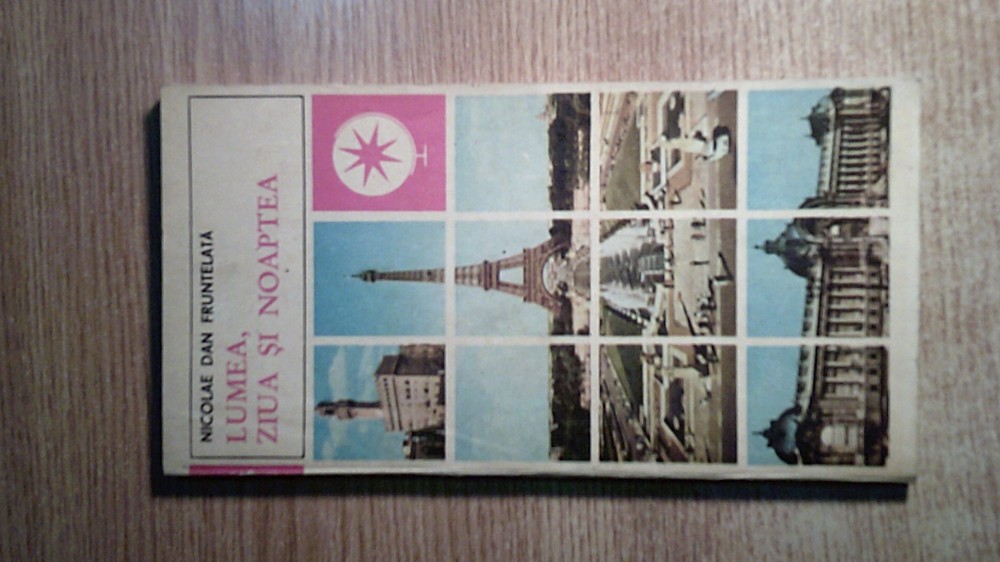 NICOLAE DAN FRUNTELATĂ
LUMEA,
ZIUA ȘI NOAPTEA